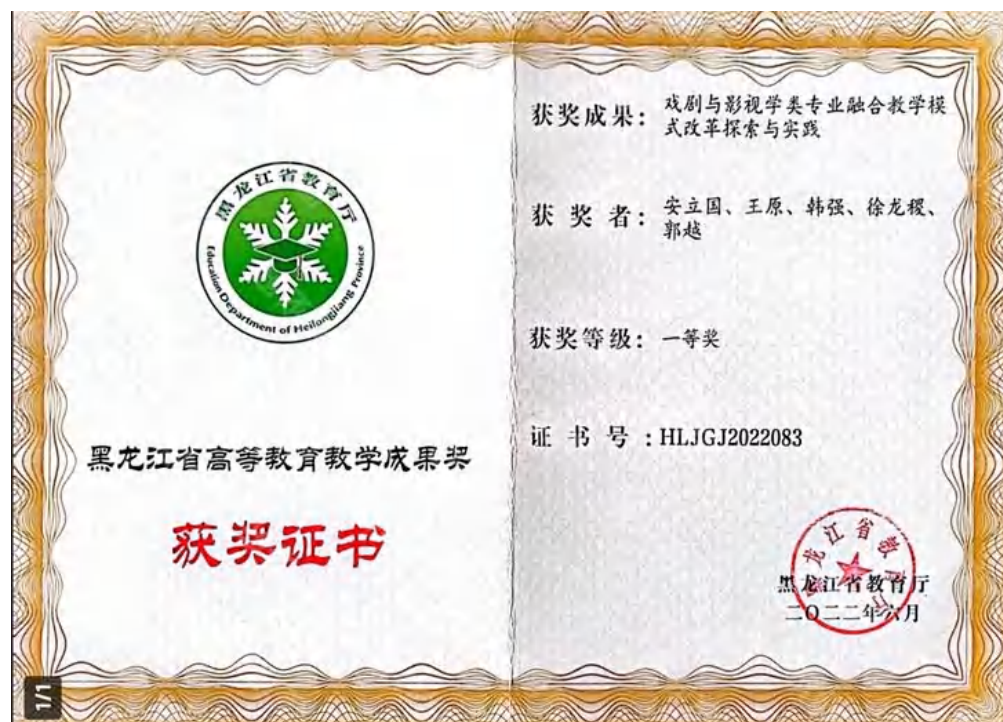 黑龙江省教育厅
Education Department of Heilongjiang Province
黑龙江省高等教育教学成果奖
获奖证书
获奖成果：戏剧与影视学类专业融合教学模
式改革探索与实践
获 奖 者：安立国、王原、韩强、徐龙稷、
郭越
获奖等级：一等奖
证 书 号：HLJGJ2022083
黑龙江省教育厅
黑龙江省教育厅
二〇二二年六月
1/1